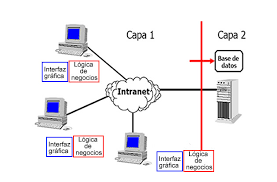 Capa 1
Capa 2
Base de
datos
Intranet
Interfaz
gráfica
Lógica
de
negocios
Interfaz
gráfica
Lógica
de
negocios
Interfaz
gráfica
Lógica
de
negocios